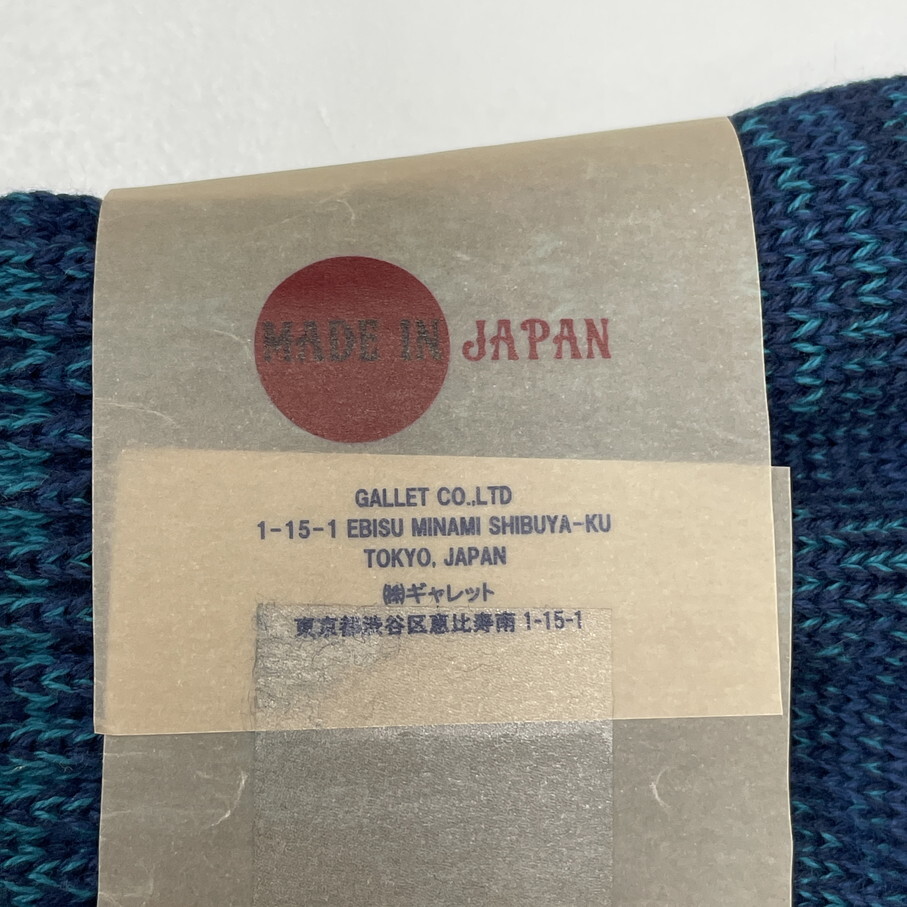 MADE IN JAPAN
GALLET CO.,LTD
1-15-1 EBISU MINAMI SHIBUYA-KU
TOKYO, JAPAN
㈱ギャレット
東京都渋谷区恵比寿南 1-15-1